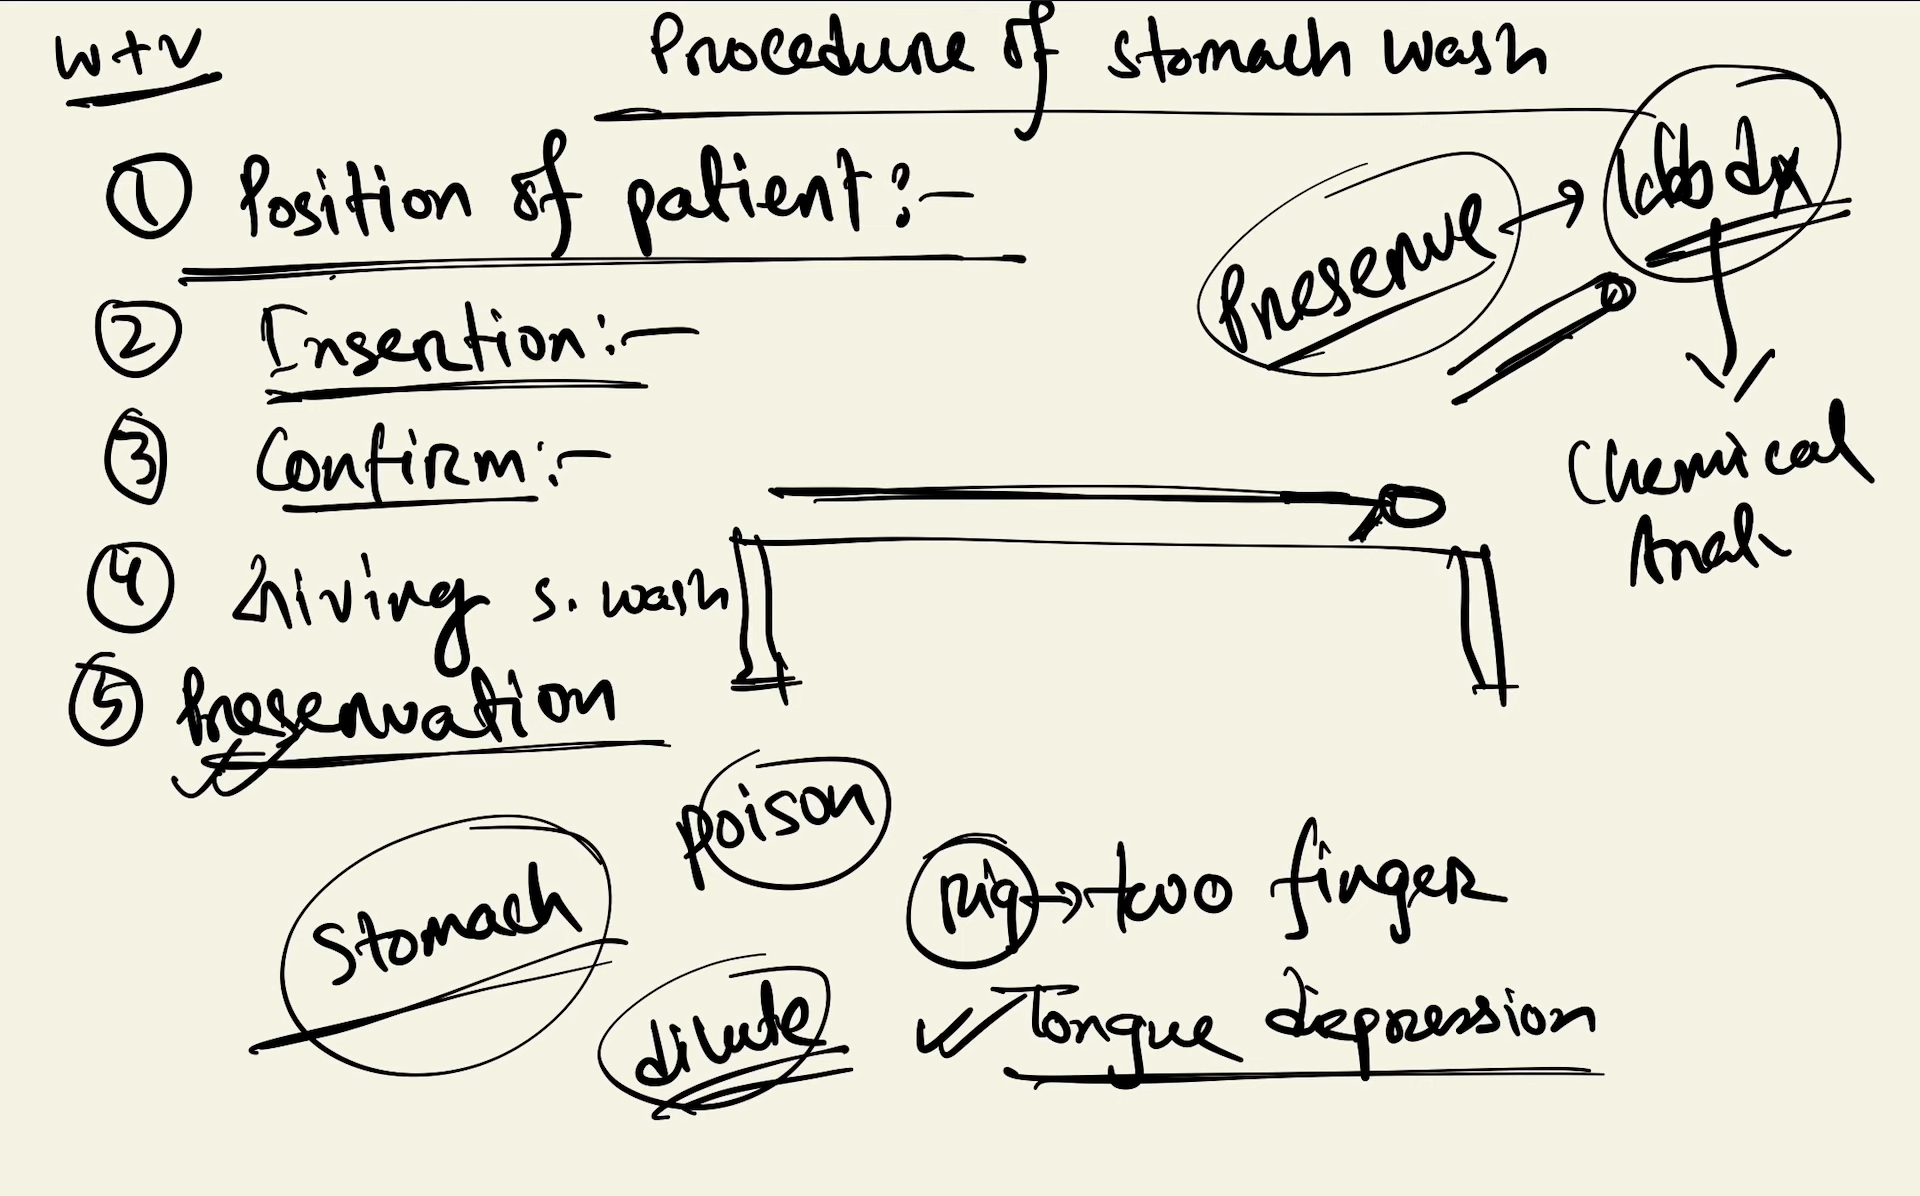 w+v
Procedure of stomach wash
① Position of patient:-
Preserve → lab dx
② Insertion:-
③ Confirm:-
Chemical
Anal
④ Giving s. wash
⑤ Preservation
poison
Stomach
Rig → two finger
dilute
Tongue depression